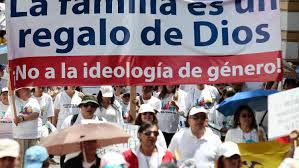 La familia es un
regalo de Dios
¡No a la ideología de género!